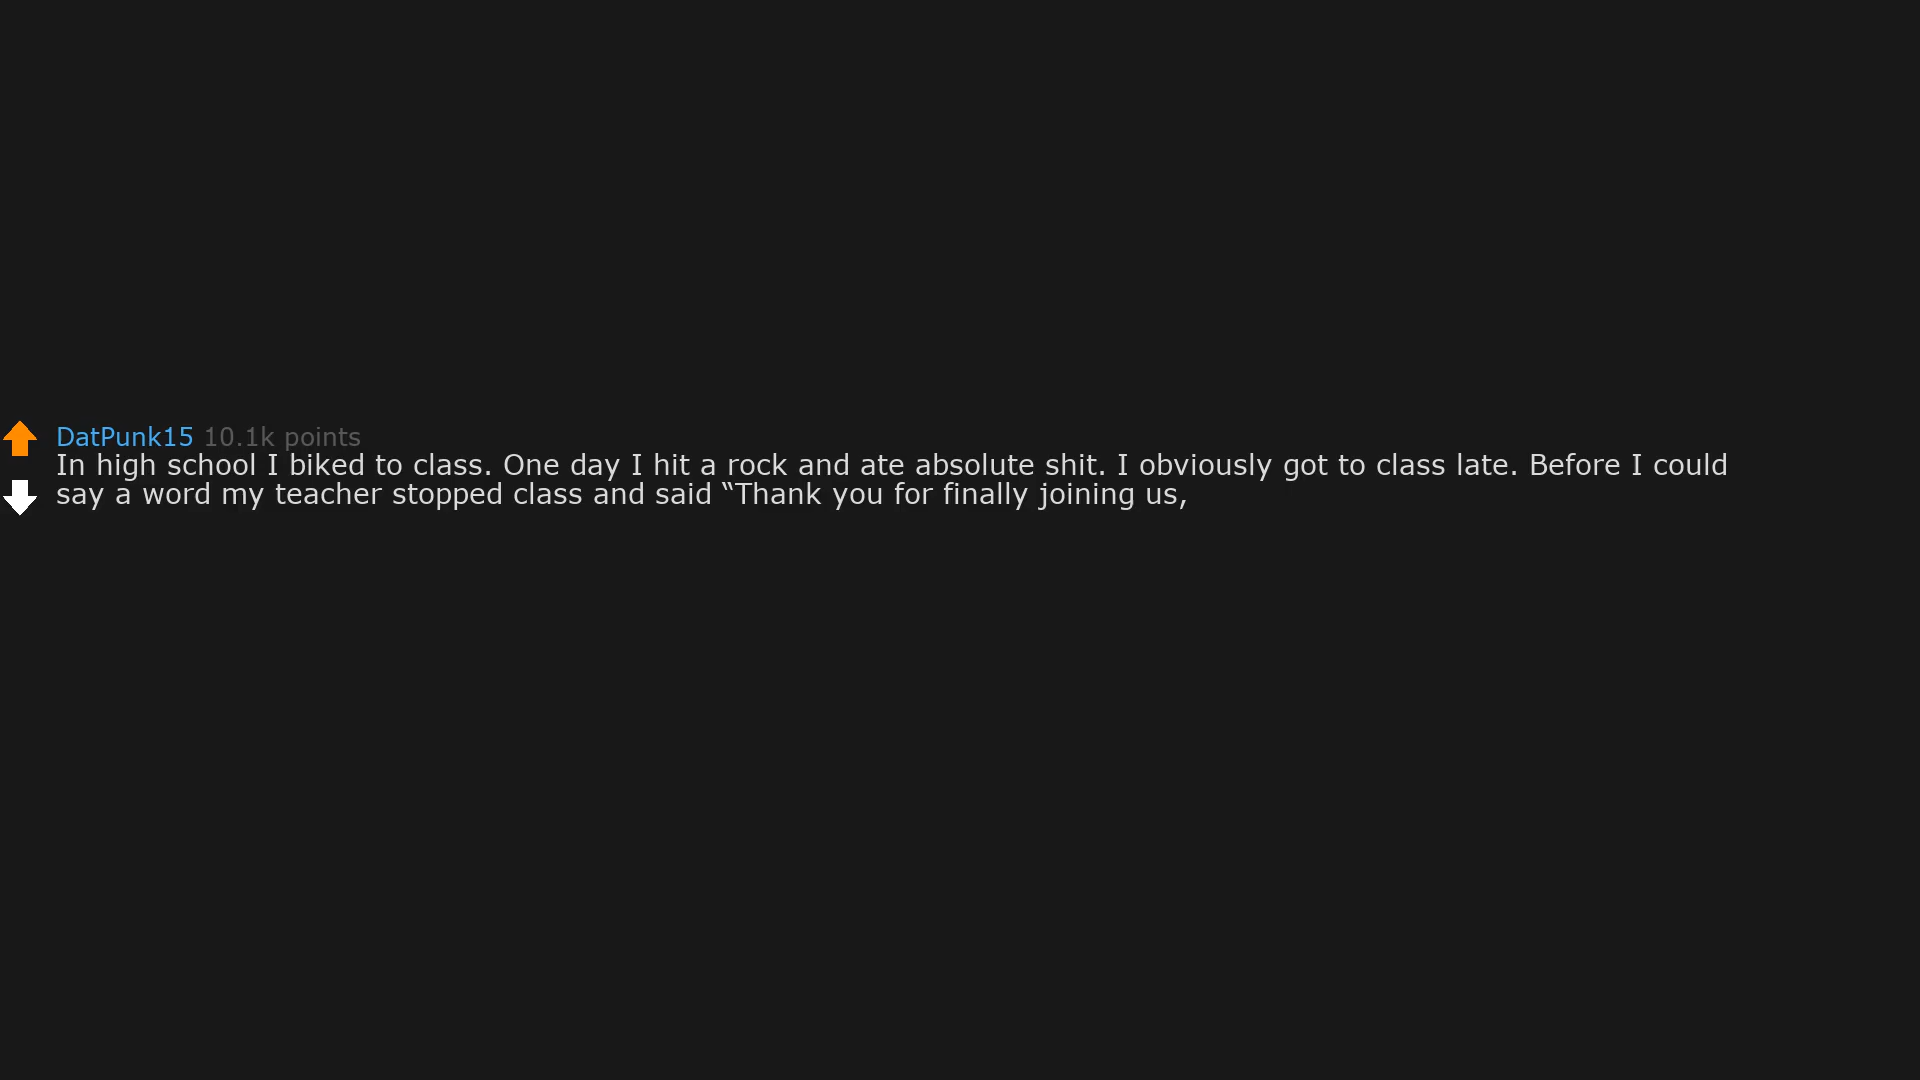 DatPunk15 10.1k points
In high school I biked to class. One day I hit a rock and ate absolute shit. I obviously got to class late. Before I could
say a word my teacher stopped class and said “Thank you for finally joining us,